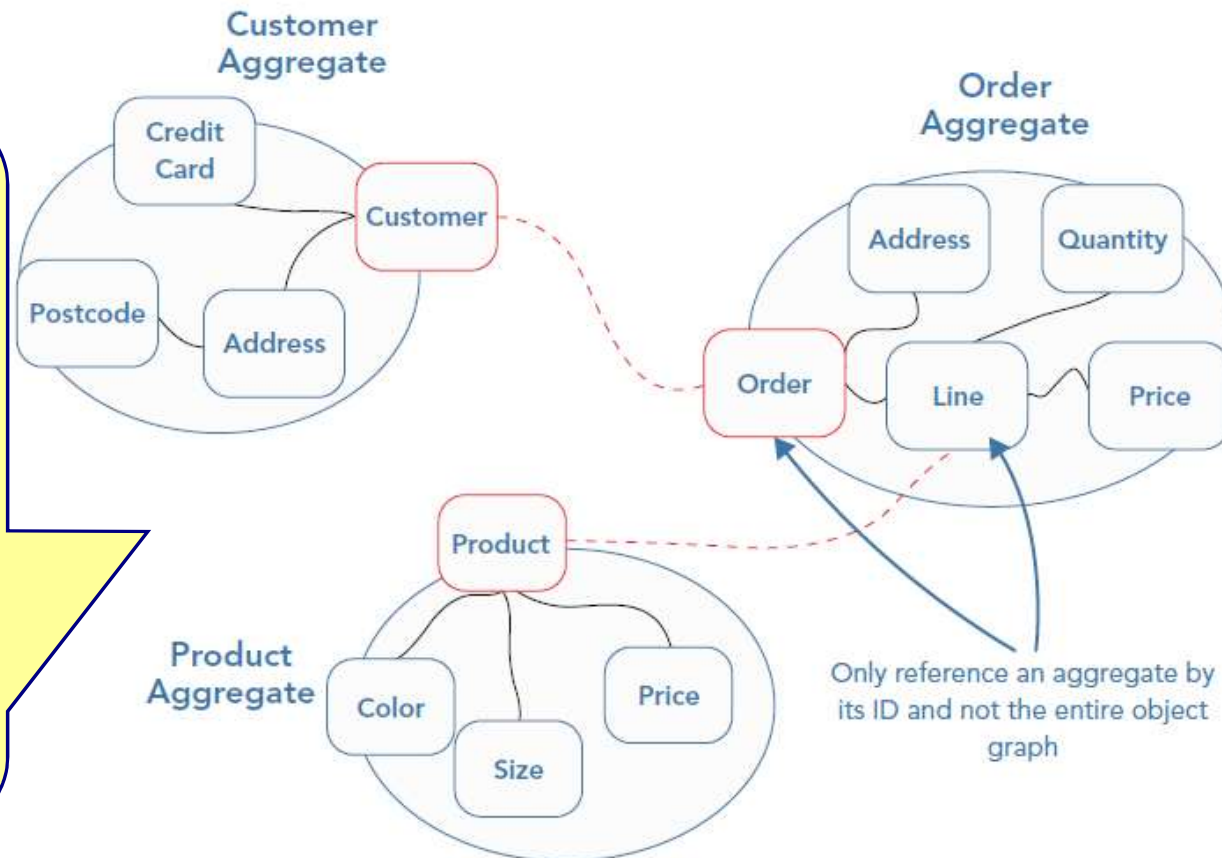 Customer
Aggregate
Credit
Card
Customer
Postcode
Address
Order
Aggregate
Address
Quantity
Order
Line
Price
Product
Product
Aggregate
Color
Size
Price
Only reference an aggregate by
its ID and not the entire object
graph